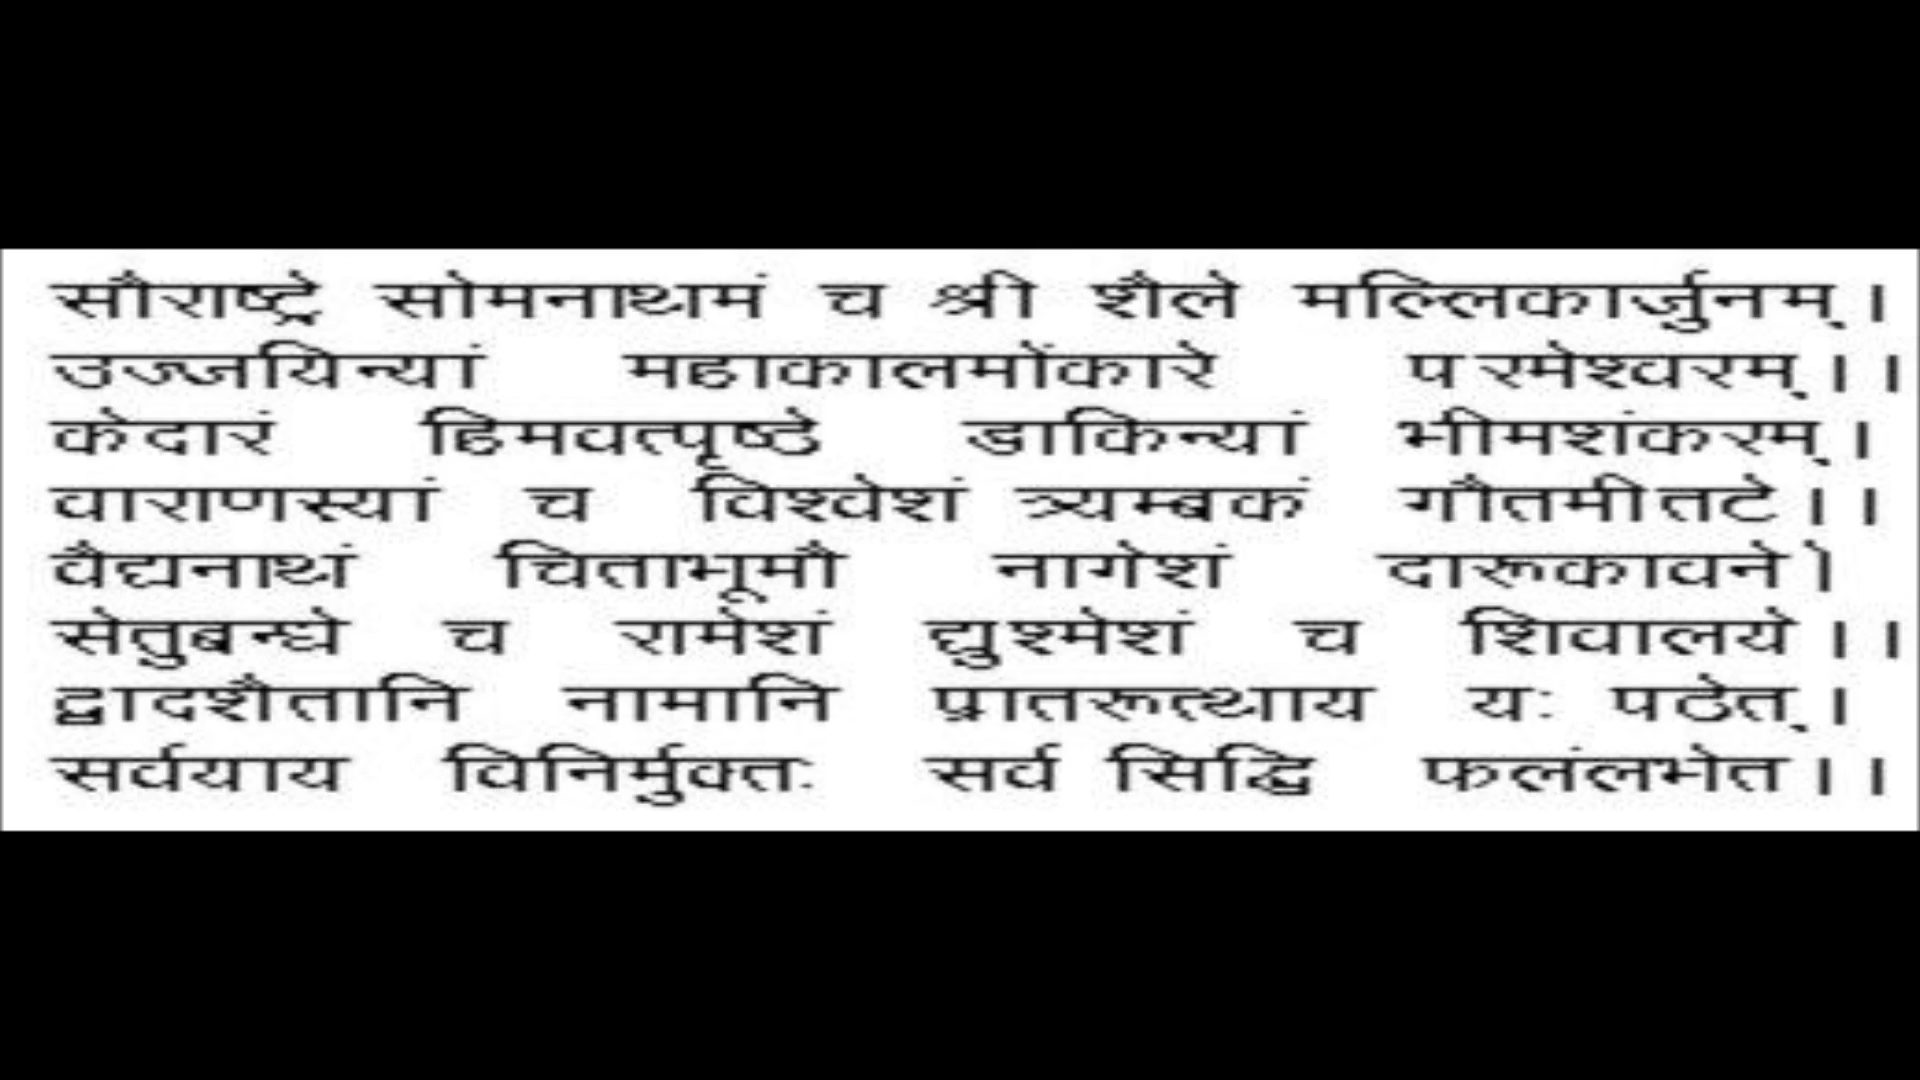 सौराष्ट्रे सोमनाथमं च श्री शैले मल्लिकार्जुनम्।
उज्जयिन्यां महाकालमोंकारे परमेश्वरम्।।
केदारं हिमवत्पृष्ठे डाकिन्यां भीमशंकरम्।
वाराणस्यां च विश्वेशं त्र्यम्बकं गौतमीतटे।।
वैद्यनाथं चिताभूमौ नागेशं दारूकावने।
सेतुबन्धे च रामेशं द्युश्मेशं च शिवालये।।
द्वादशैतानि नामानि प्रातरूत्थाय यः पठेत्।
सर्वयाय विनिर्मुक्तः सर्व सिद्धि फलंलभेत।।